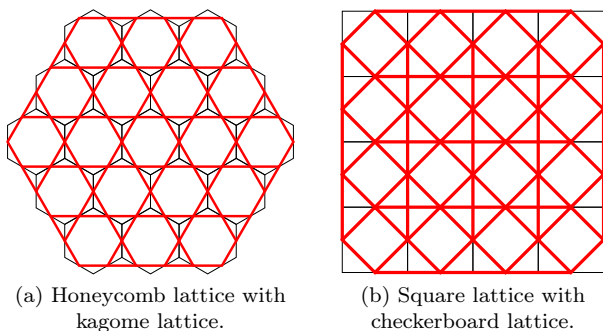 (a) Honeycomb lattice with
kagome lattice.
(b) Square lattice with
checkerboard lattice.